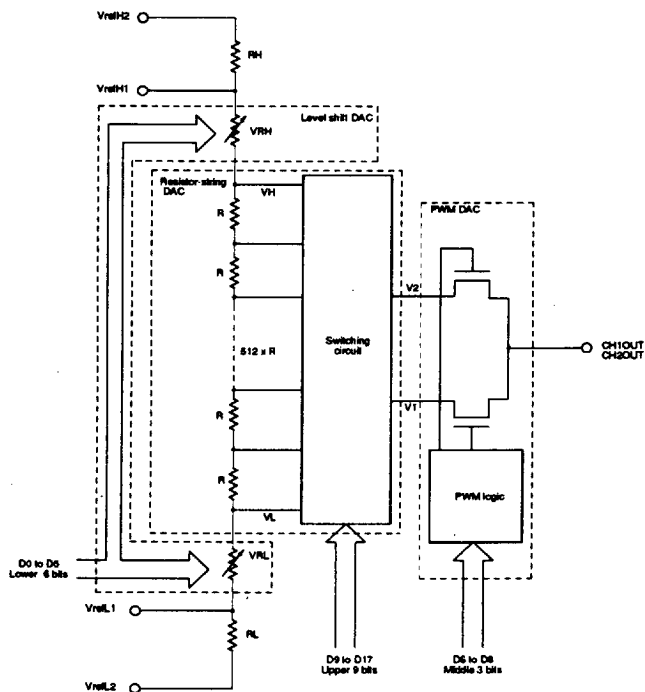 VrefH2
RH
VrefH1
Level shift DAC
VRH
Resistor-string
DAC
VH
R
PWM DAC
R
V2
Switching
circuit
512 x R
CH1OUT
CH2OUT
R
V1
R
PWM logic
VL
D0 to D5
Lower 6 bits
VRL
VrefL1
RL
D9 to D17
Upper 9 bits
D6 to D8
Middle 3 bits
VrefL2